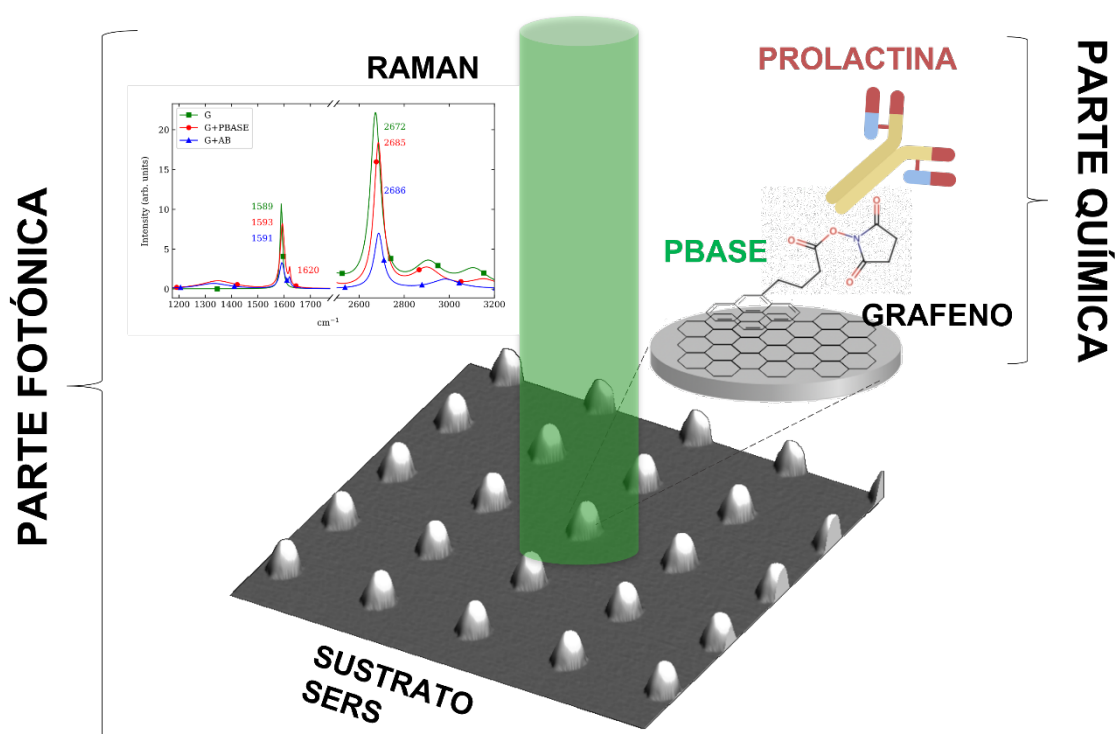 PARTE FOTÓNICA
RAMAN
G
G+PBASE
G+AB
Intensity (arb. units)
20
15
10
5
0
1589
1593
1591
1620
2672
2685
2686
1200 1300 1400 1500 1600 1700 2600 2800 3000 3200
cm⁻¹
PROLACTINA
PBASE
O
O
O
N
O
GRAFENO
PARTE QUÍMICA
SUSTRATO
SERS